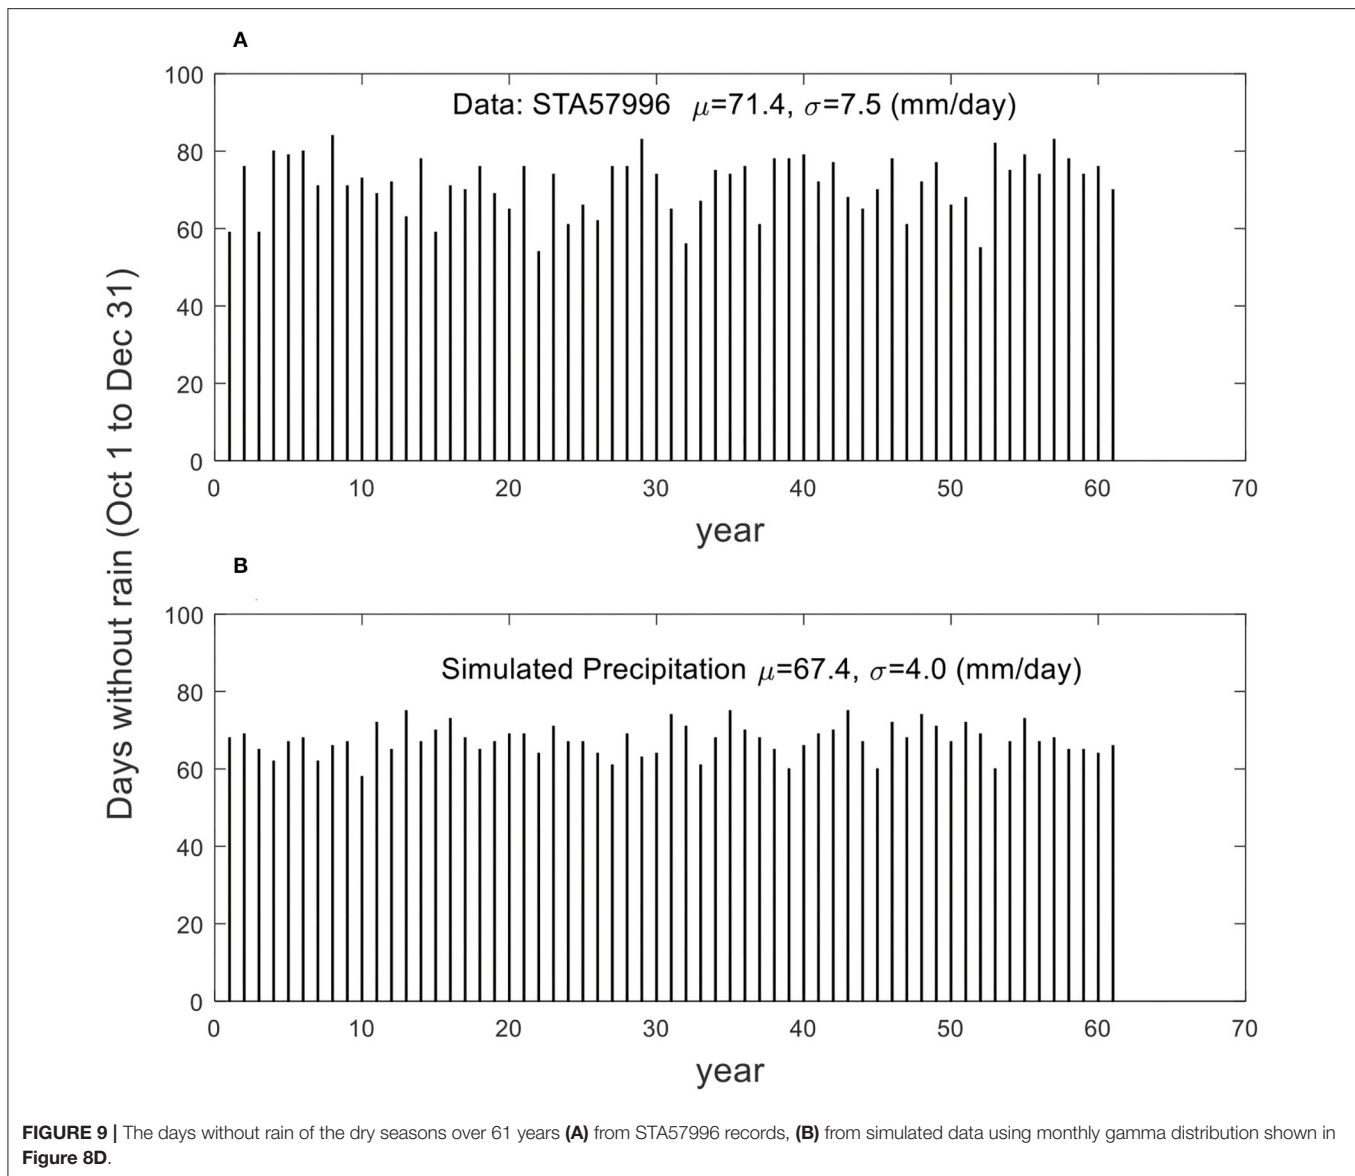 A
Data: STA57996 μ=71.4, σ=7.5 (mm/day)
100
80
60
40
20
0
0 10 20 30 40 50 60 70
year
Days without rain (Oct 1 to Dec 31)
B
Simulated Precipitation μ=67.4, σ=4.0 (mm/day)
100
80
60
40
20
0
0 10 20 30 40 50 60 70
year
FIGURE 9 | The days without rain of the dry seasons over 61 years (A) from STA57996 records, (B) from simulated data using monthly gamma distribution shown in
Figure 8D.